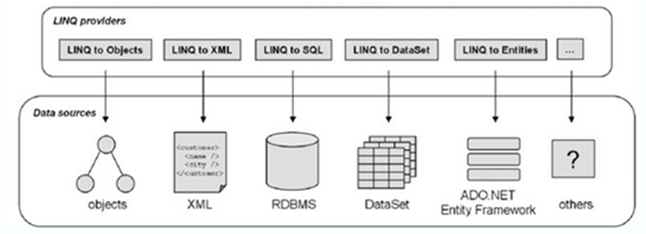 LINQ providers
LINQ to Objects
LINQ to XML
LINQ to SQL
LINQ to DataSet
LINQ to Entities
...
Data sources
<customer>
<name />
<city />
</customer>
?
objects
XML
RDBMS
DataSet
ADO.NET
Entity Framework
others